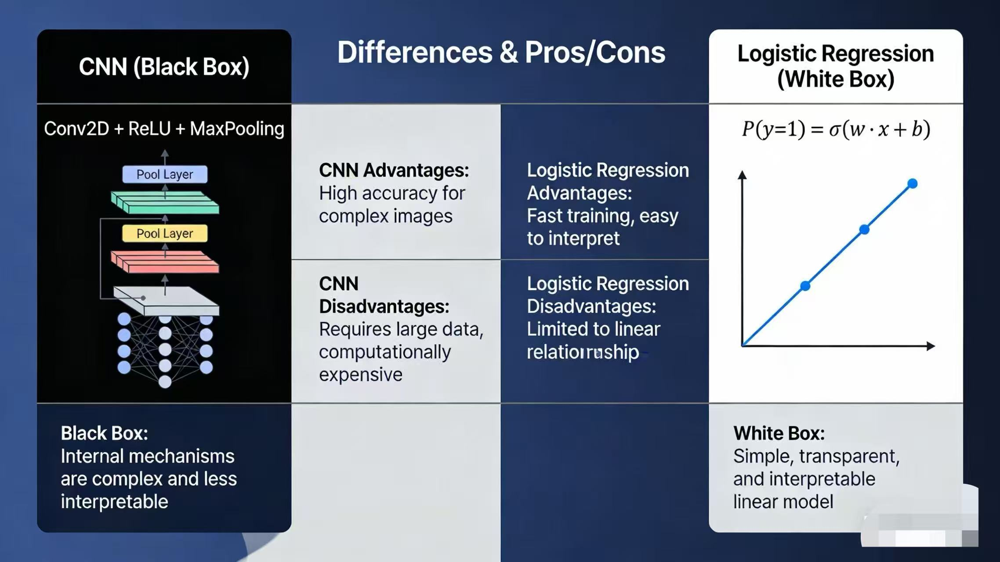 CNN (Black Box)
Differences & Pros/Cons
Logistic Regression
(White Box)
Conv2D + ReLU + MaxPooling
Pool Layer
Pool Layer
CNN Advantages:
High accuracy for
complex images
Logistic Regression
Advantages:
Fast training, easy
to interpret
CNN
Disadvantages:
Requires large data,
computationally
expensive
Logistic Regression
Disadvantages:
Limited to linear
P(y=1) = σ(w · x + b)
Black Box:
Internal mechanisms
are complex and less
interpretable
White Box:
Simple, transparent,
and interpretable
linear model